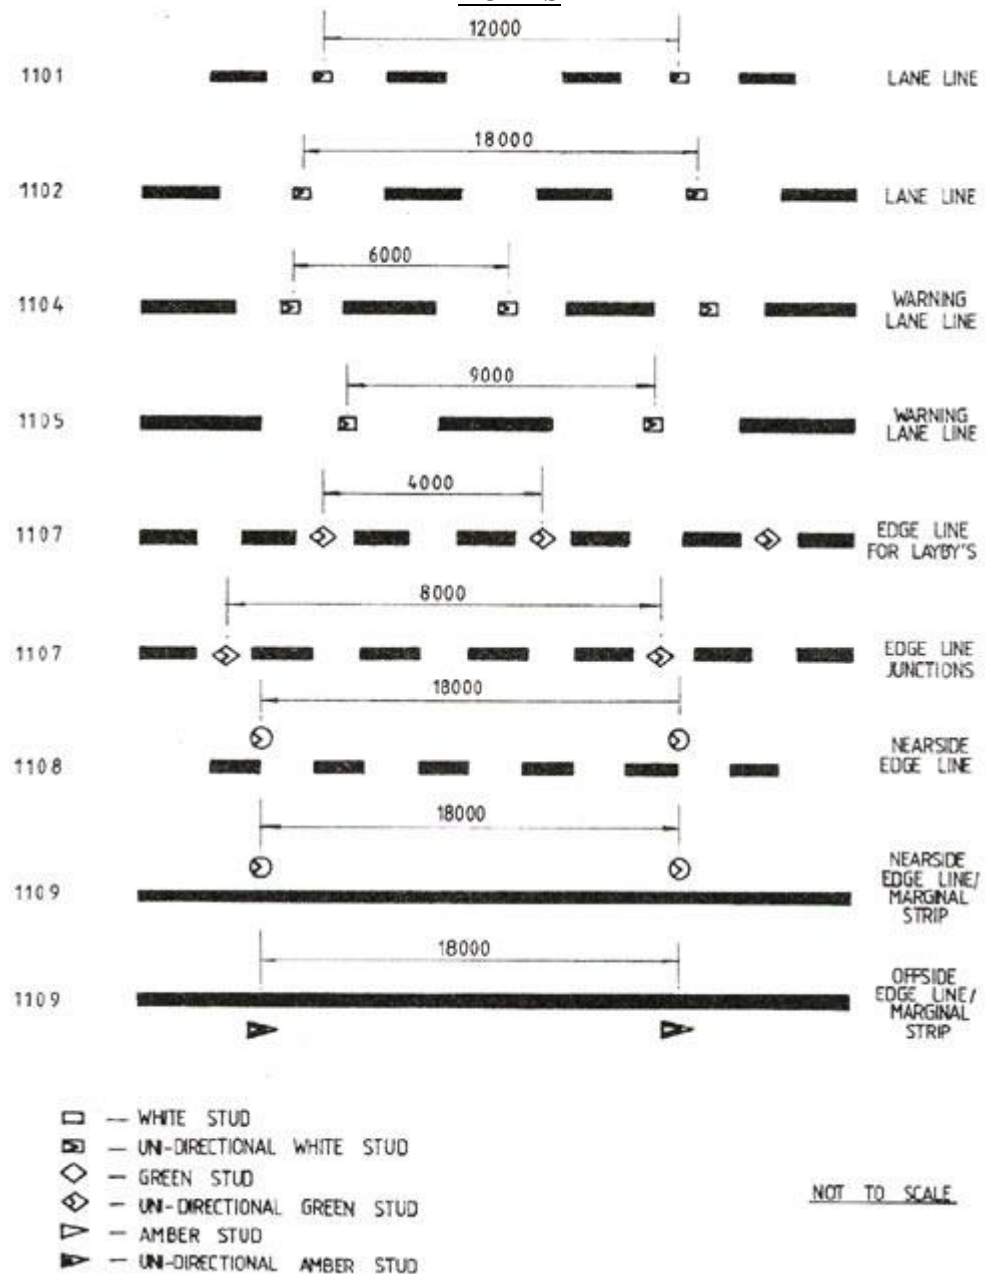 12000
1101 LANE LINE
18000
1102 LANE LINE
6000
1104 WARNING
LANE LINE
9000
1105 WARNING
LANE LINE
4000
1107 EDGE LINE
FOR LAYBY'S
8000
1107 EDGE LINE
JUNCTIONS
18000
1108 NEARSIDE
EDGE LINE
18000
1109 NEARSIDE
EDGE LINE/
MARGINAL
STRIP
18000
1109 OFFSIDE
EDGE LINE/
MARGINAL
STRIP
— WHITE STUD
— UNI-DIRECTIONAL WHITE STUD
— GREEN STUD
— UNI-DIRECTIONAL GREEN STUD
— AMBER STUD
— UNI-DIRECTIONAL AMBER STUD
NOT TO SCALE